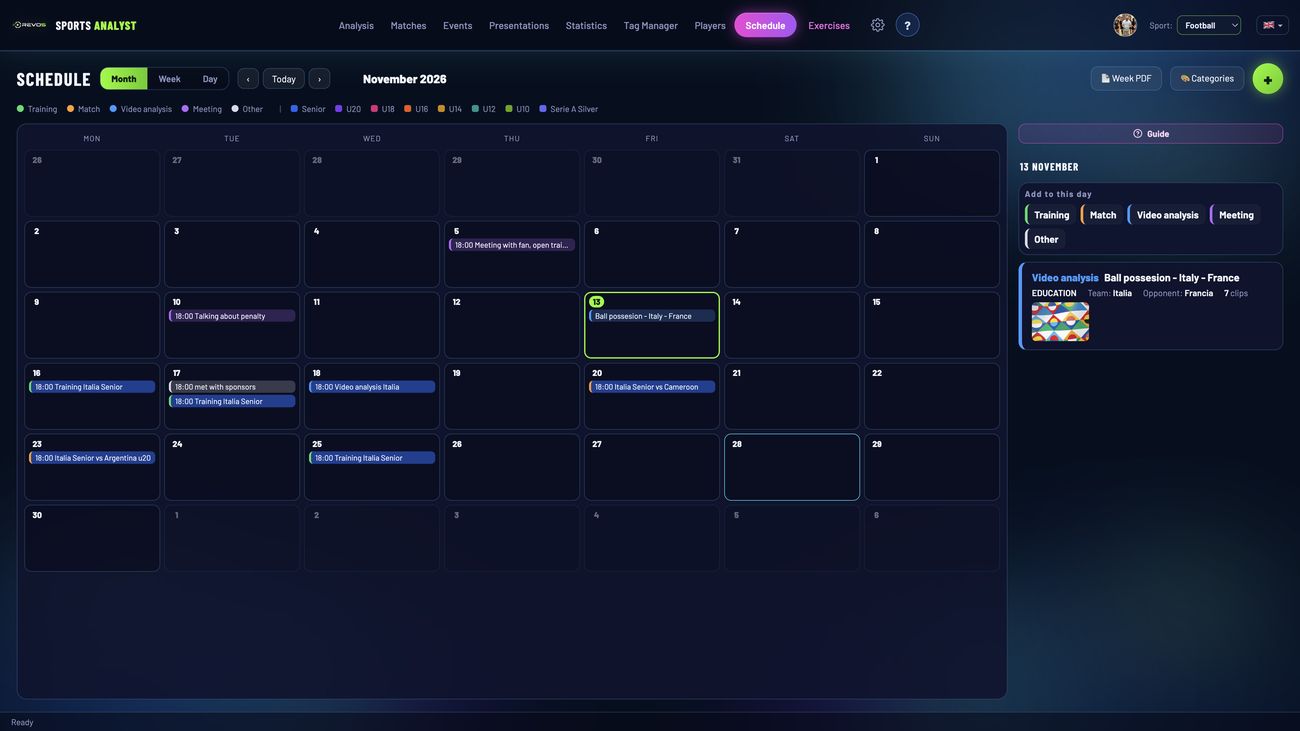 REVOS SPORTS ANALYST Analysis Matches Events Presentations Statistics Tag Manager Players Schedule Exercises ? Sport: Football
SCHEDULE Month Week Day ‹ Today › November 2026 Week PDF Categories +
Training Match Video analysis Meeting Other | Senior U20 U18 U16 U14 U12 U10 Serie A Silver
MON TUE WED THU FRI SAT SUN
26 27 28 29 30 31 1
2 3 4 5 6 7 8
18:00 Meeting with fan, open trai...
9 10 11 12 13 14 15
18:00 Talking about penalty Ball possesion - Italy - France
16 17 18 19 20 21 22
18:00 Training Italia Senior 18:00 met with sponsors 18:00 Video analysis Italia 18:00 Italia Senior vs Cameroon
18:00 Training Italia Senior
23 24 25 26 27 28 29
18:00 Italia Senior vs Argentina u20 18:00 Training Italia Senior
30 1 2 3 4 5 6
? Guide
13 NOVEMBER
Add to this day
Training Match Video analysis Meeting
Other
Video analysis Ball possesion - Italy - France
EDUCATION Team: Italia Opponent: Francia 7 clips
Ready